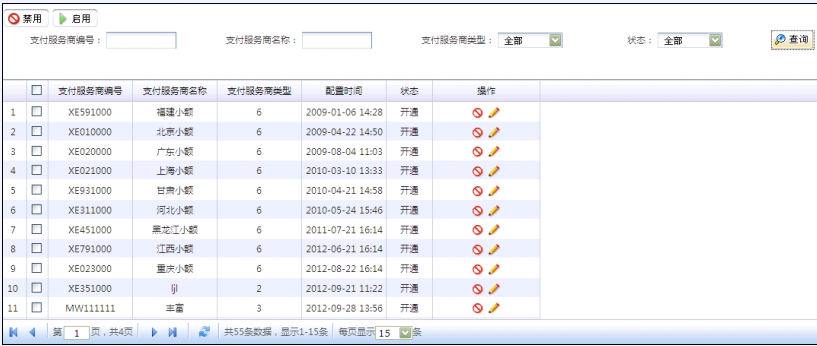 禁用 启用
支付服务商编号： 支付服务商名称： 支付服务商类型： 全部 状态： 全部 查询
支付服务商编号 支付服务商名称 支付服务商类型 配置时间 状态 操作
1 XE591000 福建小额 6 2009-01-06 14:28 开通
2 XE010000 北京小额 6 2009-04-22 14:50 开通
3 XE020000 广东小额 6 2009-08-04 11:03 开通
4 XE021000 上海小额 6 2010-03-10 13:33 开通
5 XE931000 甘肃小额 6 2010-04-21 14:58 开通
6 XE311000 河北小额 6 2010-05-24 15:46 开通
7 XE451000 黑龙江小额 6 2011-07-21 16:14 开通
8 XE791000 江西小额 6 2012-06-21 16:14 开通
9 XE023000 重庆小额 6 2012-08-22 16:14 开通
10 XE351000 ljl 2 2012-09-21 11:22 开通
11 MW111111 丰富 3 2012-09-28 13:56 开通
第 1 页，共4页 共55条数据，显示1-15条 每页显示 15 条